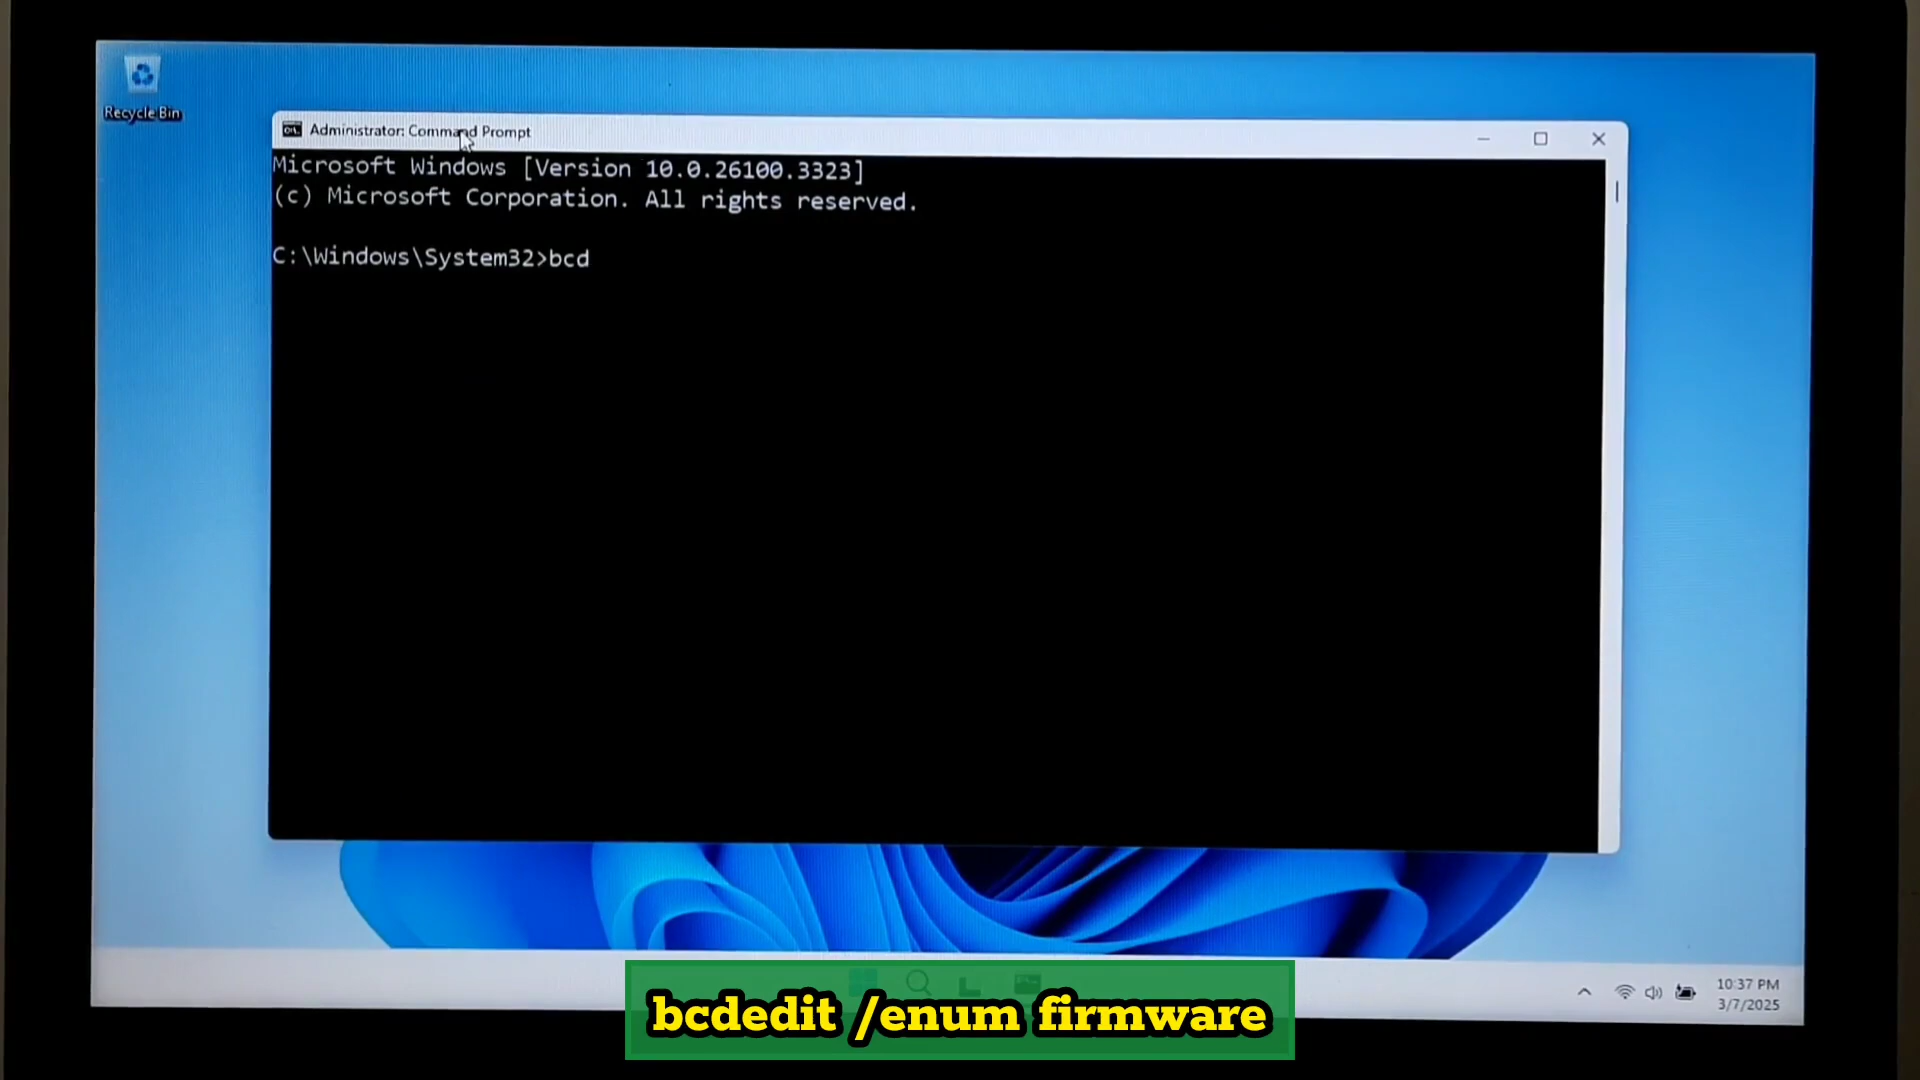 Recycle Bin
Administrator: Command Prompt
Microsoft Windows [Version 10.0.26100.3323]
(c) Microsoft Corporation. All rights reserved.
C:\Windows\System32>bcd
10:37 PM
3/7/2025
bcdedit /enum firmware